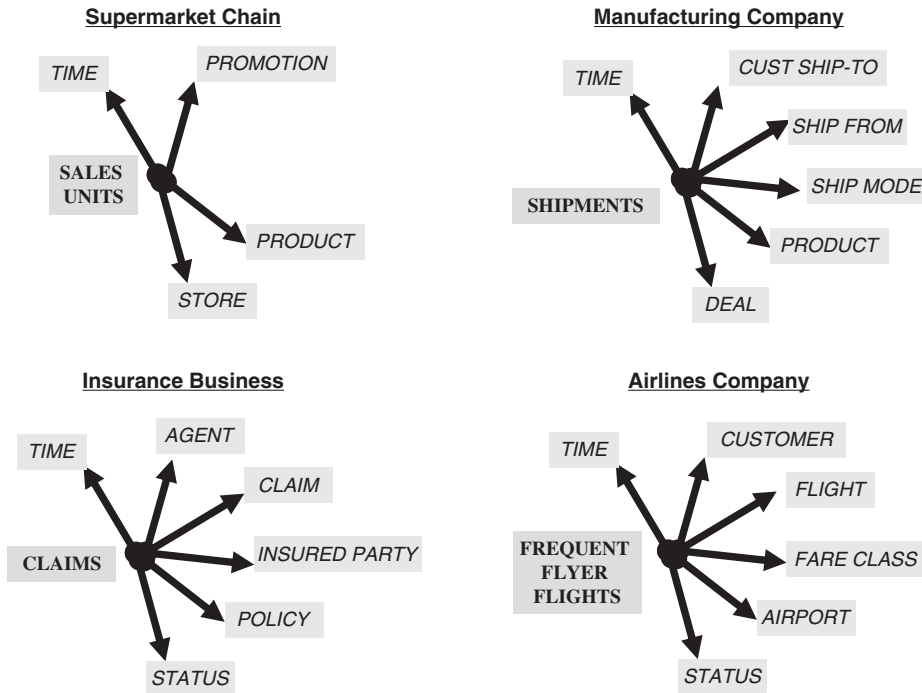 Supermarket Chain
TIME
PROMOTION
SALES
UNITS
PRODUCT
STORE
Manufacturing Company
TIME
CUST SHIP-TO
SHIP FROM
SHIP MODE
SHIPMENTS
PRODUCT
DEAL
Insurance Business
TIME
AGENT
CLAIM
CLAIMS
INSURED PARTY
POLICY
STATUS
Airlines Company
TIME
CUSTOMER
FLIGHT
FREQUENT
FLYER
FLIGHTS
FARE CLASS
AIRPORT
STATUS